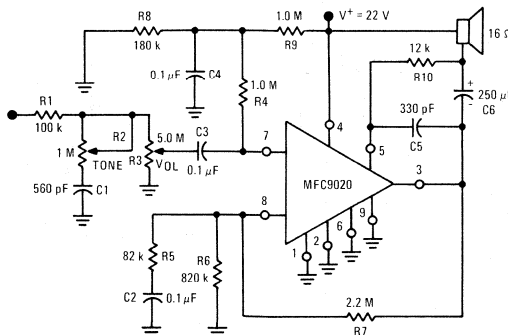 R8
180 k
1.0 M
R9
V+ = 22 V
16 Ω
0.1 µF
C4
1.0 M
R4
12 k
R10
+
-
250 µ
C6
330 pF
C5
R1
100 k
R2
1 M
TONE
R3
5.0 M
VOL
C3
0.1 µF
7
4
5
3
MFC9020
560 pF
C1
8
1
2
6
9
82 k
R5
R6
820 k
C2
0.1 µF
2.2 M
R7